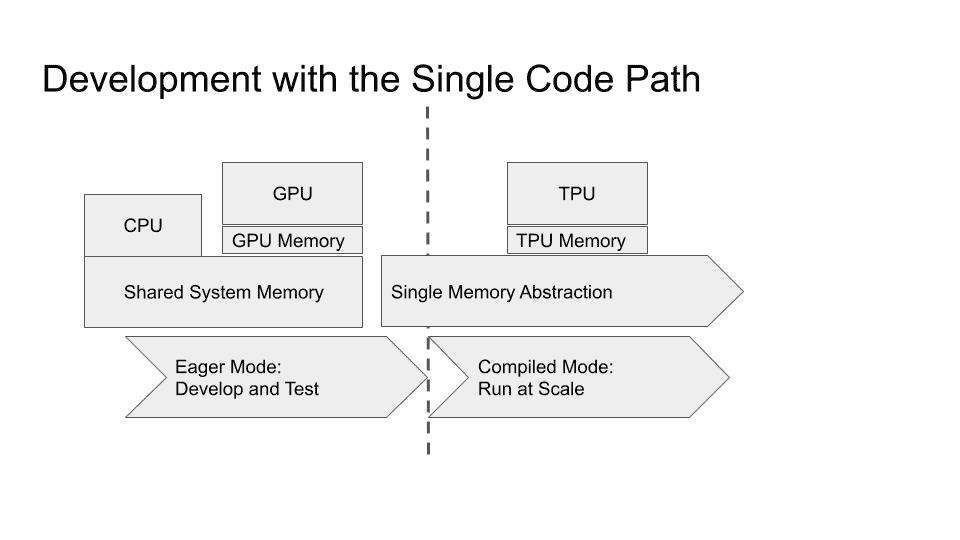 Development with the Single Code Path
GPU
TPU
CPU
GPU Memory
TPU Memory
Shared System Memory
Single Memory Abstraction
Eager Mode:
Develop and Test
Compiled Mode:
Run at Scale